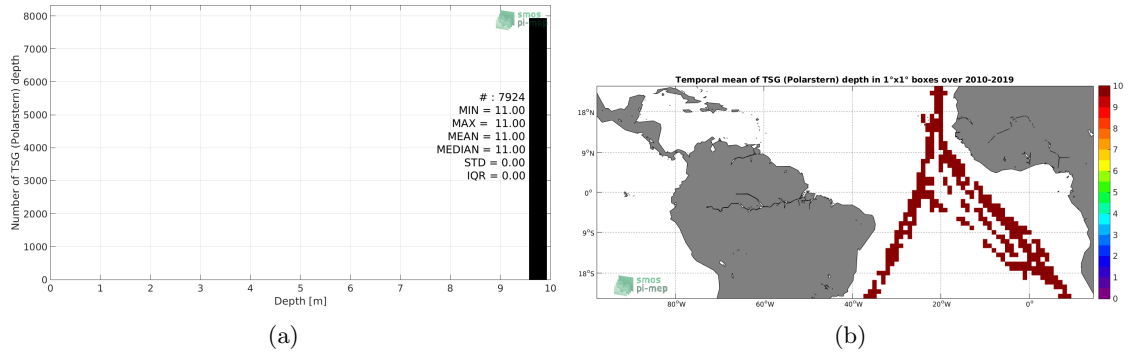 8000
7000
6000
5000
4000
3000
2000
1000
0
Number of TSG (Polarstern) depth
smos
pi-mep
# : 7924
MIN = 11.00
MAX = 11.00
MEAN = 11.00
MEDIAN = 11.00
STD = 0.00
IQR = 0.00
0 1 2 3 4 5 6 7 8 9 10
Depth [m]
(a)
Temporal mean of TSG (Polarstern) depth in 1°x1° boxes over 2010-2019
18°N
9°N
0°
9°S
18°S
80°W 60°W 40°W 20°W 0°
smos
pi-mep
10
9
8
7
6
5
4
3
2
1
0
(b)